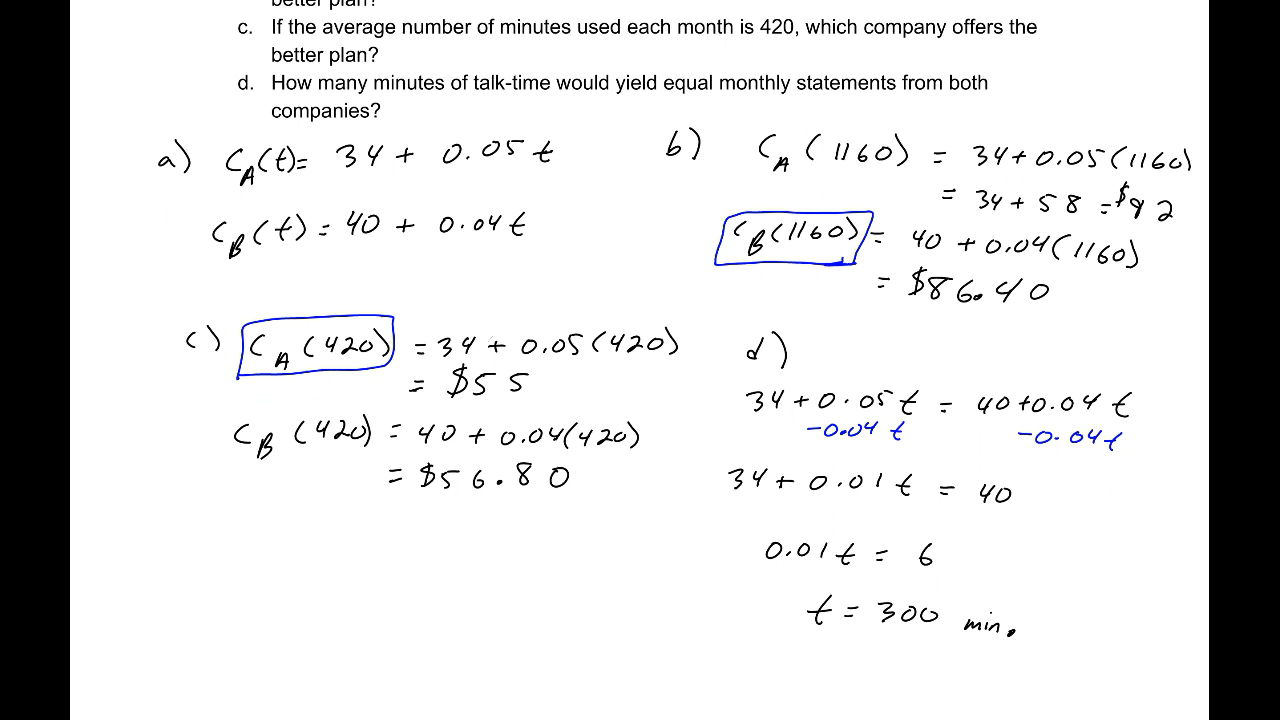 better plan?
c. If the average number of minutes used each month is 420, which company offers the
better plan?
d. How many minutes of talk-time would yield equal monthly statements from both
companies?
a) C_A(t) = 34 + 0.05t
C_B(t) = 40 + 0.04t
b) C_A(1160) = 34 + 0.05(1160)
= 34 + 58 = $92
C_B(1160) = 40 + 0.04(1160)
= $86.40
c) C_A(420) = 34 + 0.05(420)
= $55
C_B(420) = 40 + 0.04(420)
= $56.80
d)
34 + 0.05t = 40 + 0.04t
-0.04t -0.04t
34 + 0.01t = 40
0.01t = 6
t = 300 min.